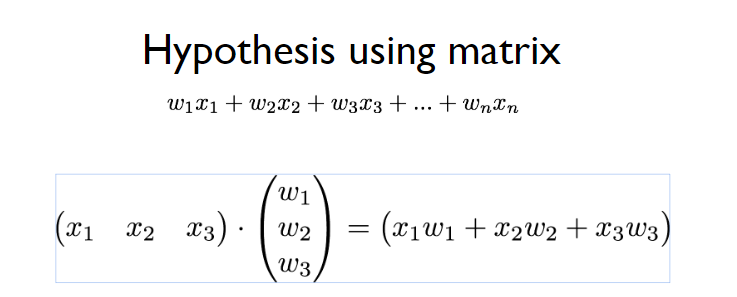 Hypothesis using matrix
w₁x₁ + w₂x₂ + w₃x₃ + ... + wₙxₙ
(x₁ x₂ x₃) · (w₁ w₂ w₃) = (x₁w₁ + x₂w₂ + x₃w₃)